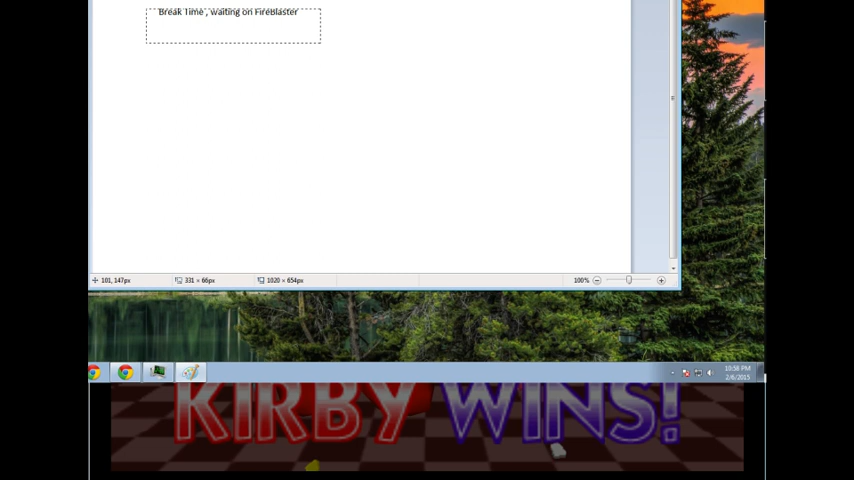 Break Time , waiting on Fireblaster
101, 147px
331 × 66px
1020 × 654px
100%
10:58 PM
2/6/2015
KIRBY WINS!